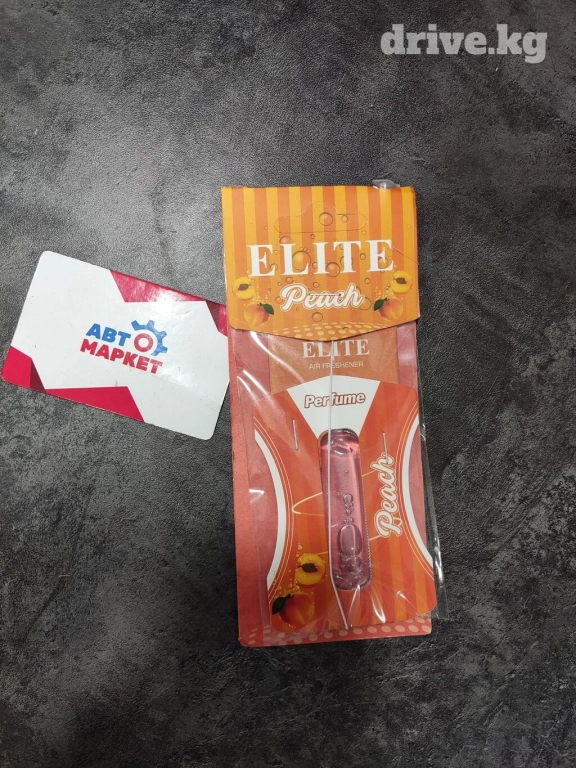 drive.kg
ELITE
Peach
ELITE
AIR FRESHENER
Perfume
Peach
АВТО
МАРКЕТ